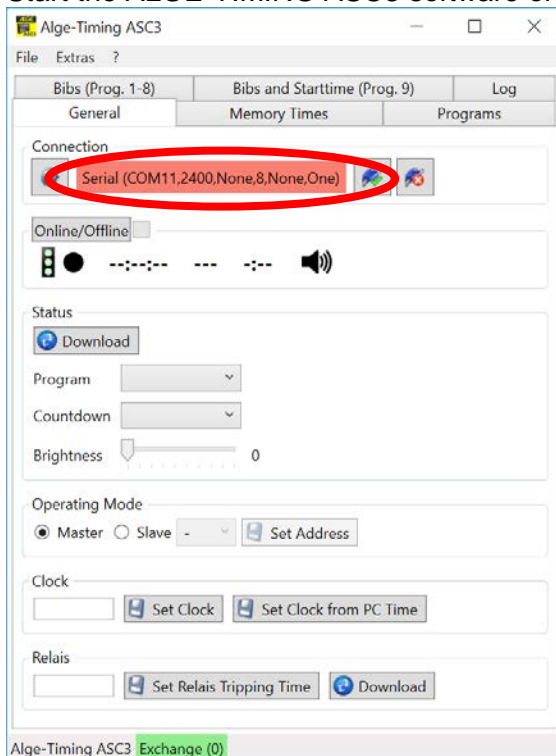 Alge-Timing ASC3
File Extras ?
Bibs (Prog. 1-8) Bibs and Starttime (Prog. 9) Log
General Memory Times Programs
Connection
Serial (COM11,2400,None,8,None,One)
Online/Offline
--:--:-- --- -:--
Status
Download
Program
Countdown
Brightness 0
Operating Mode
Master Slave - Set Address
Clock
Set Clock Set Clock from PC Time
Relais
Set Relais Tripping Time Download
Alge-Timing ASC3 Exchange (0)